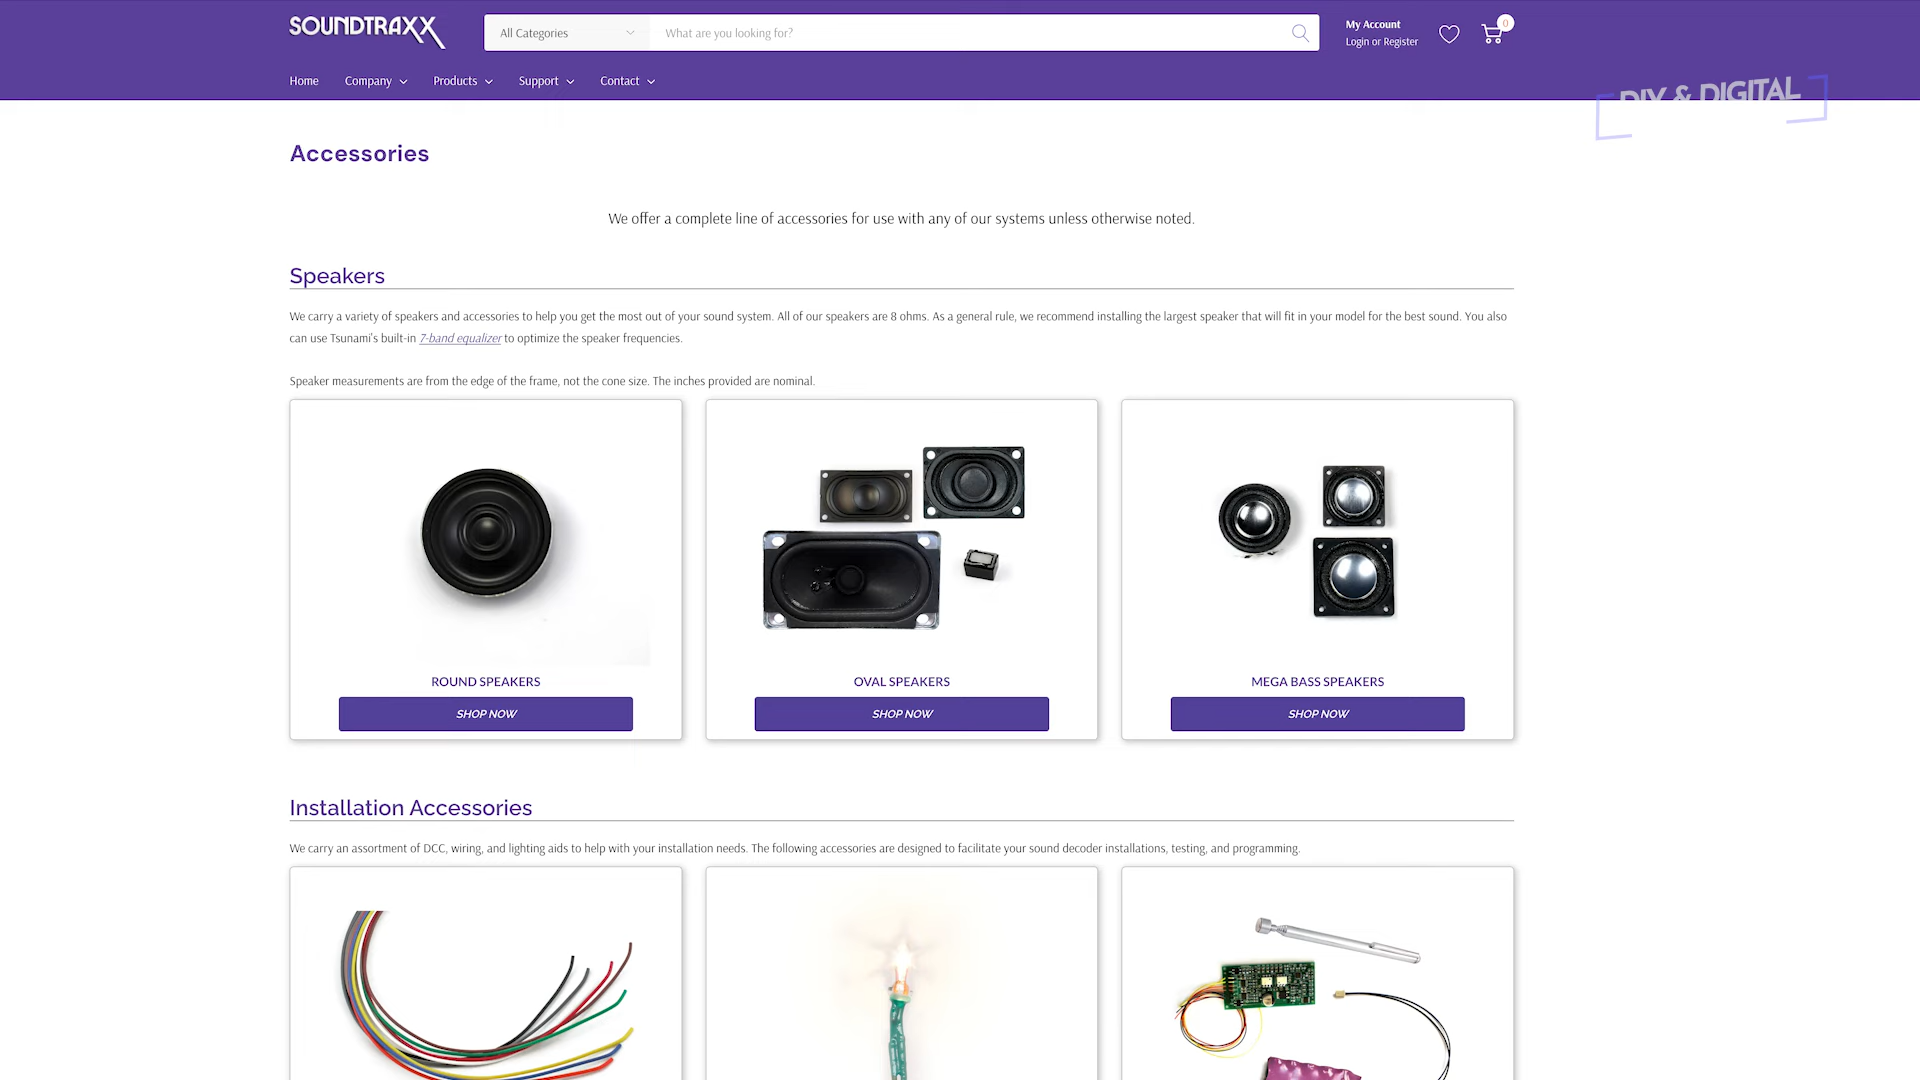 SOUNDTRAXX
All Categories
What are you looking for?
My Account
Login or Register
0
Home
Company
Products
Support
Contact
DIY & DIGITAL
Accessories
We offer a complete line of accessories for use with any of our systems unless otherwise noted.
Speakers
We carry a variety of speakers and accessories to help you get the most out of your sound system. All of our speakers are 8 ohms. As a general rule, we recommend installing the largest speaker that will fit in your model for the best sound. You also
can use Tsunami's built-in 7-band equalizer to optimize the speaker frequencies.
Speaker measurements are from the edge of the frame, not the cone size. The inches provided are nominal.
ROUND SPEAKERS
SHOP NOW
OVAL SPEAKERS
SHOP NOW
MEGA BASS SPEAKERS
SHOP NOW
Installation Accessories
We carry an assortment of DCC, wiring, and lighting aids to help with your installation needs. The following accessories are designed to facilitate your sound decoder installations, testing, and programming.